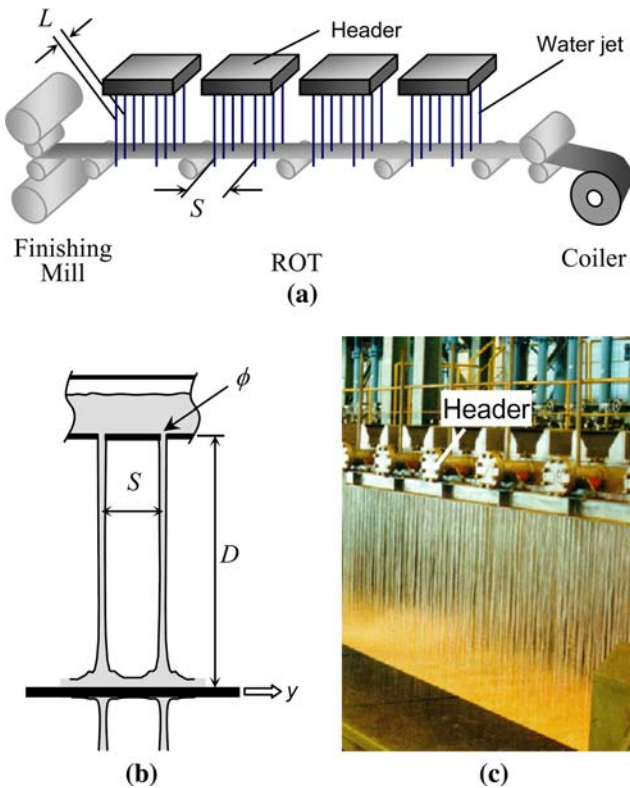 L
Header
Water jet
S
Finishing
Mill
ROT
Coiler
(a)
ϕ
S
D
y
(b)
Header
(c)